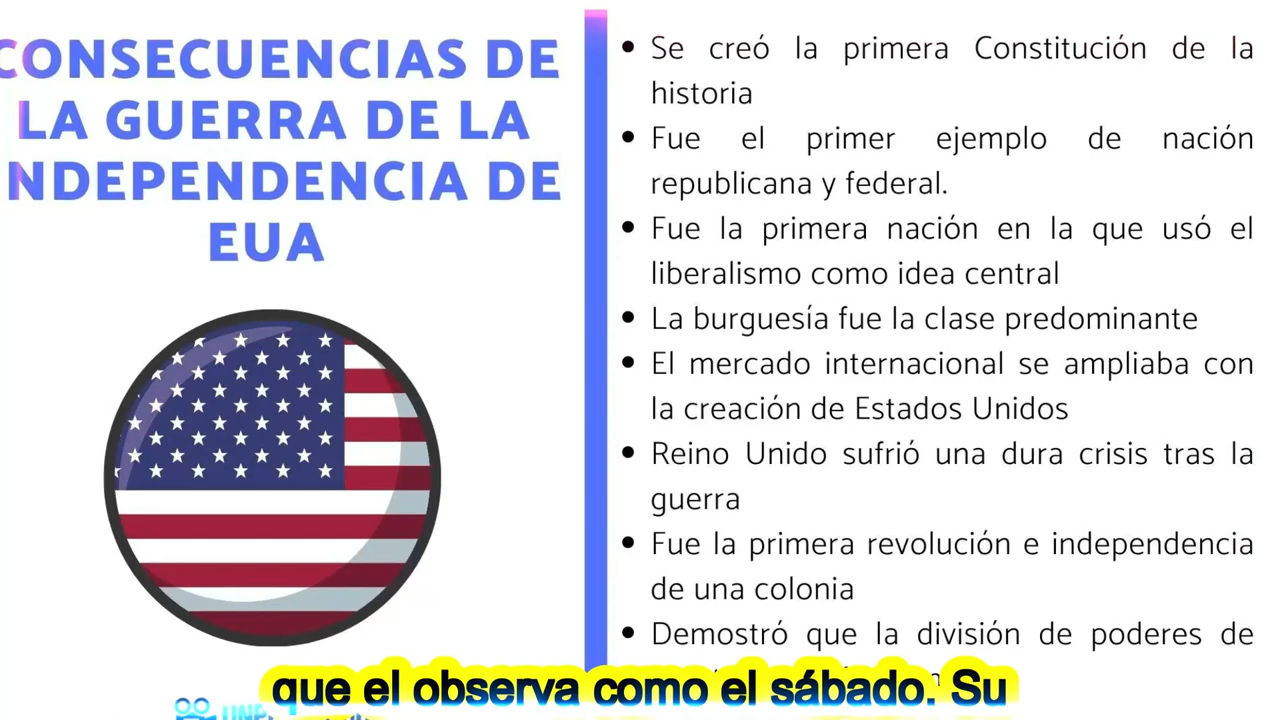 CONSECUENCIAS DE
LA GUERRA DE LA
NDEPENDENCIA DE
EUA
Se creó la primera Constitución de la
historia
Fue el primer ejemplo de nación
republicana y federal.
Fue la primera nación en la que usó el
liberalismo como idea central
La burguesía fue la clase predominante
El mercado internacional se ampliaba con
la creación de Estados Unidos
Reino Unido sufrió una dura crisis tras la
guerra
Fue la primera revolución e independencia
de una colonia
Demostró que la división de poderes de
que el observa como el sábado. Su